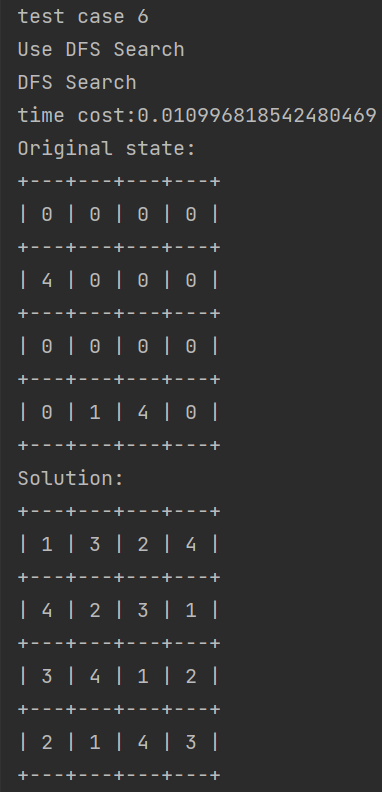 test case 6
Use DFS Search
DFS Search
time cost:0.010996818542480469
Original state:
+---+---+---+---+
| 0 | 0 | 0 | 0 |
+---+---+---+---+
| 4 | 0 | 0 | 0 |
+---+---+---+---+
| 0 | 0 | 0 | 0 |
+---+---+---+---+
| 0 | 1 | 4 | 0 |
+---+---+---+---+
Solution:
+---+---+---+---+
| 1 | 3 | 2 | 4 |
+---+---+---+---+
| 4 | 2 | 3 | 1 |
+---+---+---+---+
| 3 | 4 | 1 | 2 |
+---+---+---+---+
| 2 | 1 | 4 | 3 |
+---+---+---+---+